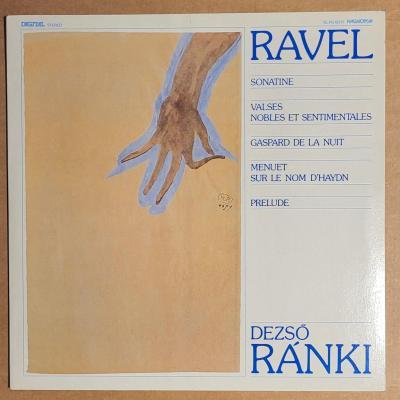 DIGITAL STEREO
HUNGAROTON
RAVEL
SONATINE
VALSES
NOBLES ET SENTIMENTALES
GASPARD DE LA NUIT
MENUET
SUR LE NOM D'HAYDN
PRELUDE
DEZSŐ
RÁNKI